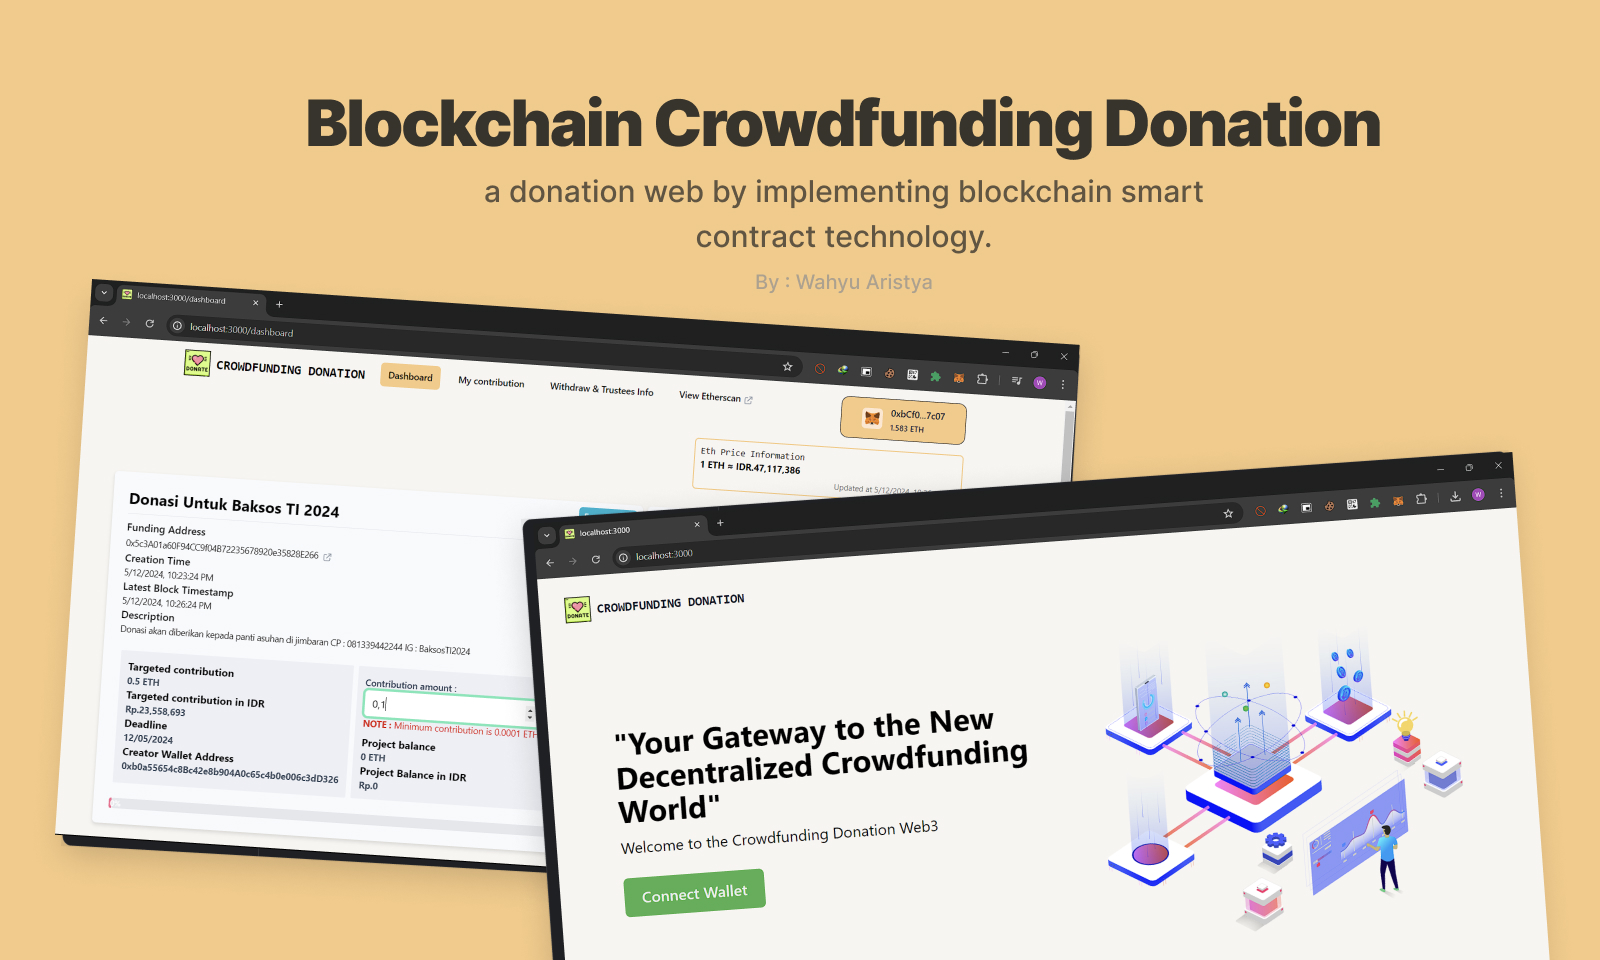 Blockchain Crowdfunding Donation
a donation web by implementing blockchain smart
contract technology.
By : Wahyu Aristya
localhost:3000/dashboard
localhost:3000/dashboard
W
DONATE
CROWDFUNDING DONATION
Dashboard
My contribution
Withdraw & Trustees Info
View Etherscan
0xbCf0...7c07
1.583 ETH
Eth Price Information
1 ETH ≈ IDR.47,117,386
Updated at 5/12/2024,
Donasi Untuk Baksos TI 2024
Funding Address
0x5c3A01a60F94CC9f04B72235678920e35828E266
Creation Time
5/12/2024, 10:23:24 PM
Latest Block Timestamp
5/12/2024, 10:26:24 PM
Description
Donasi akan diberikan kepada panti asuhan di jimbaran CP : 081339442244 IG : BaksosTI2024
Targeted contribution
0.5 ETH
Targeted contribution in IDR
Rp.23,558,693
Deadline
12/05/2024
Creator Wallet Address
0xb0a55654c8Bc42e8b904A0c65c4b0e006c3dD326
Contribution amount :
0,1
NOTE : Minimum contribution is 0.0001 ETH
Project balance
0 ETH
Project Balance in IDR
Rp.0
0%
localhost:3000
localhost:3000
W
DONATE
CROWDFUNDING DONATION
"Your Gateway to the New
Decentralized Crowdfunding
World"
Welcome to the Crowdfunding Donation Web3
Connect Wallet